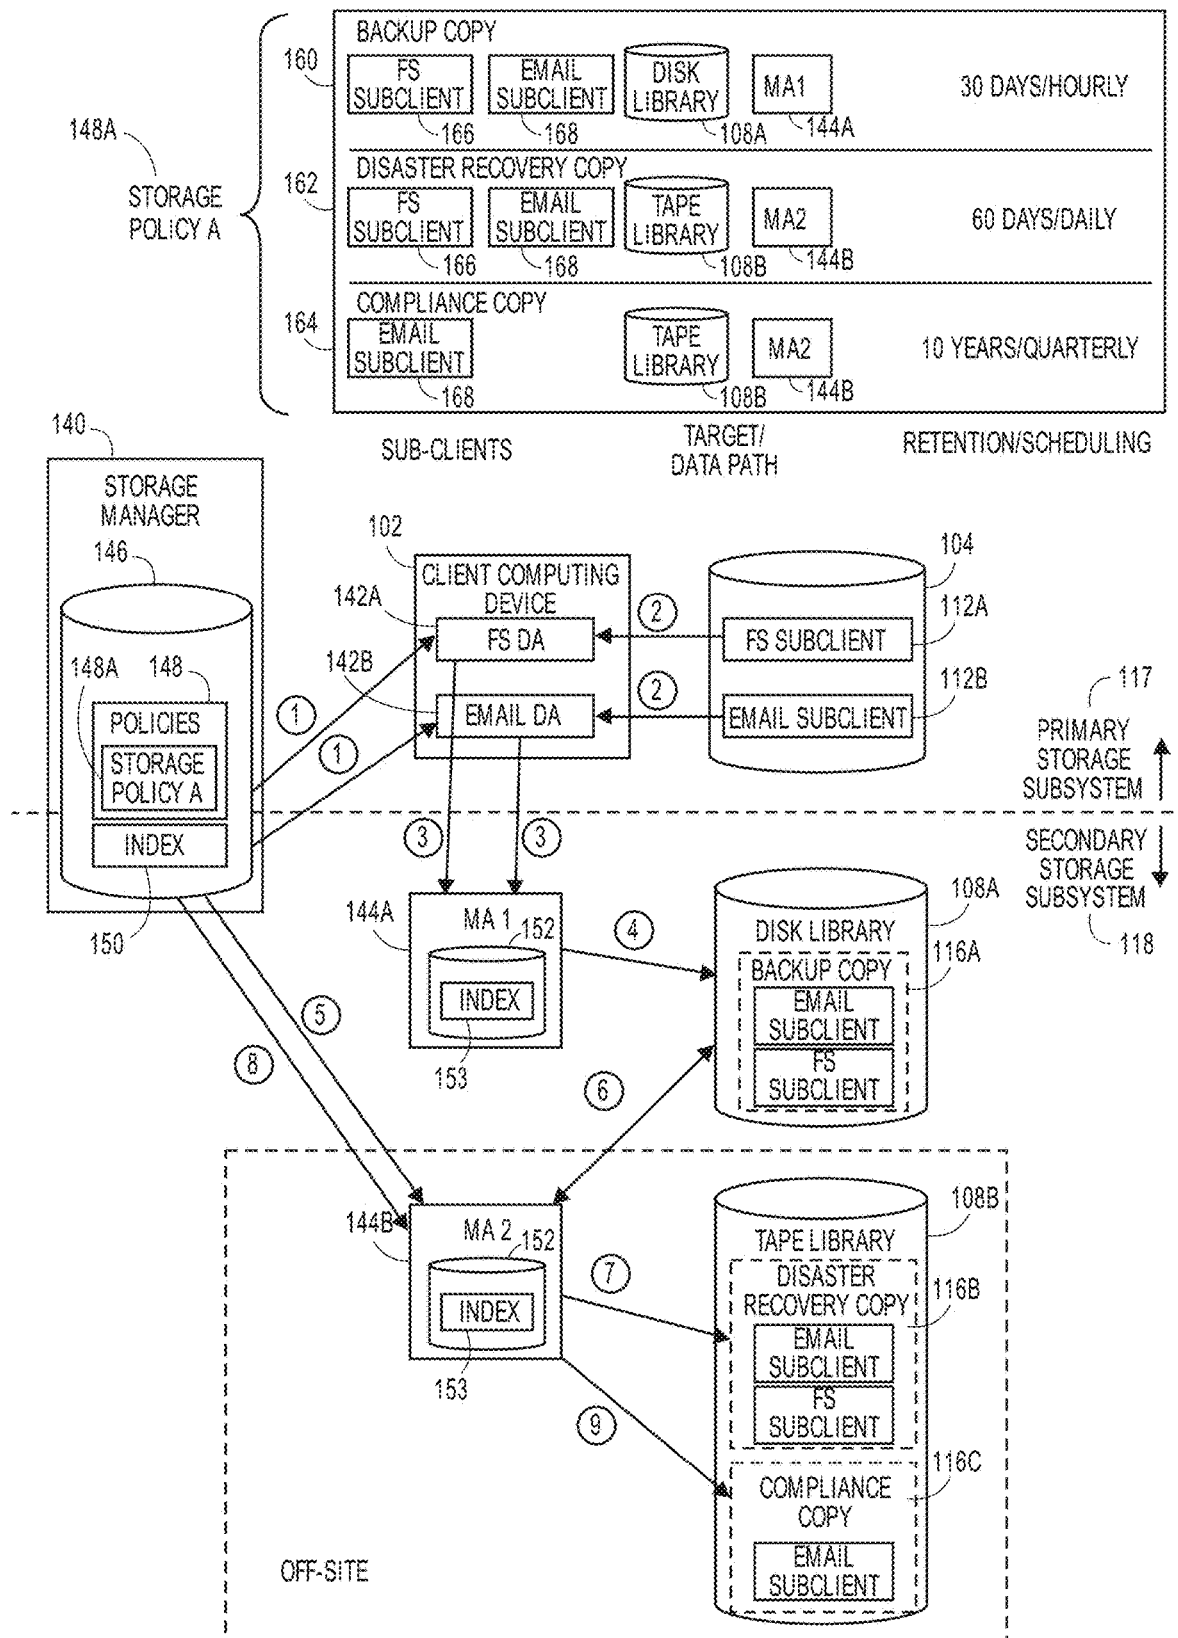 BACKUP COPY
160
FS
SUBCLIENT
166
EMAIL
SUBCLIENT
168
DISK
LIBRARY
108A
MA1
144A
30 DAYS/HOURLY
148A
STORAGE
POLICY A
DISASTER RECOVERY COPY
162
FS
SUBCLIENT
166
EMAIL
SUBCLIENT
168
TAPE
LIBRARY
108B
MA2
144B
60 DAYS/DAILY
COMPLIANCE COPY
164
EMAIL
SUBCLIENT
168
TAPE
LIBRARY
108B
MA2
144B
10 YEARS/QUARTERLY
SUB-CLIENTS
TARGET/
DATA PATH
RETENTION/SCHEDULING
140
STORAGE
MANAGER
146
148A
148
POLICIES
STORAGE
POLICY A
INDEX
150
1
1
102
CLIENT COMPUTING
DEVICE
142A
FS DA
142B
EMAIL DA
2
2
104
FS SUBCLIENT
112A
EMAIL SUBCLIENT
112B
117
PRIMARY
STORAGE
SUBSYSTEM
SECONDARY
STORAGE
SUBSYSTEM
118
3
3
144A
MA 1
152
INDEX
153
4
108A
DISK LIBRARY
116A
BACKUP COPY
EMAIL
SUBCLIENT
FS
SUBCLIENT
5
8
6
144B
MA 2
152
INDEX
153
7
9
108B
TAPE LIBRARY
DISASTER
RECOVERY COPY
116B
EMAIL
SUBCLIENT
FS
SUBCLIENT
116C
COMPLIANCE
COPY
EMAIL
SUBCLIENT
OFF-SITE